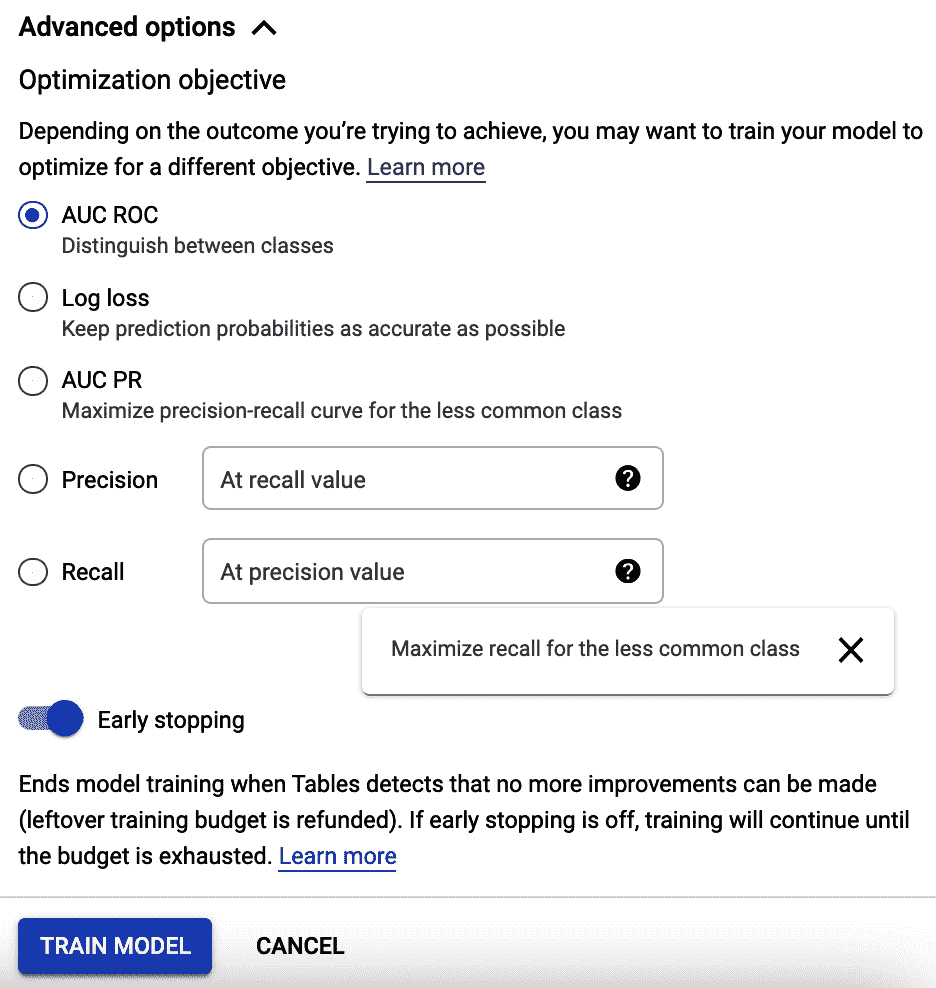 Advanced options
Optimization objective
Depending on the outcome you’re trying to achieve, you may want to train your model to
optimize for a different objective. Learn more
AUC ROC
Distinguish between classes
Log loss
Keep prediction probabilities as accurate as possible
AUC PR
Maximize precision-recall curve for the less common class
Precision At recall value ?
Recall At precision value ?
Maximize recall for the less common class
Early stopping
Ends model training when Tables detects that no more improvements can be made
(leftover training budget is refunded). If early stopping is off, training will continue until
the budget is exhausted. Learn more
TRAIN MODEL CANCEL